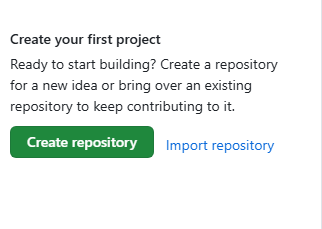 Create your first project
Ready to start building? Create a repository
for a new idea or bring over an existing
repository to keep contributing to it.
Create repository
Import repository